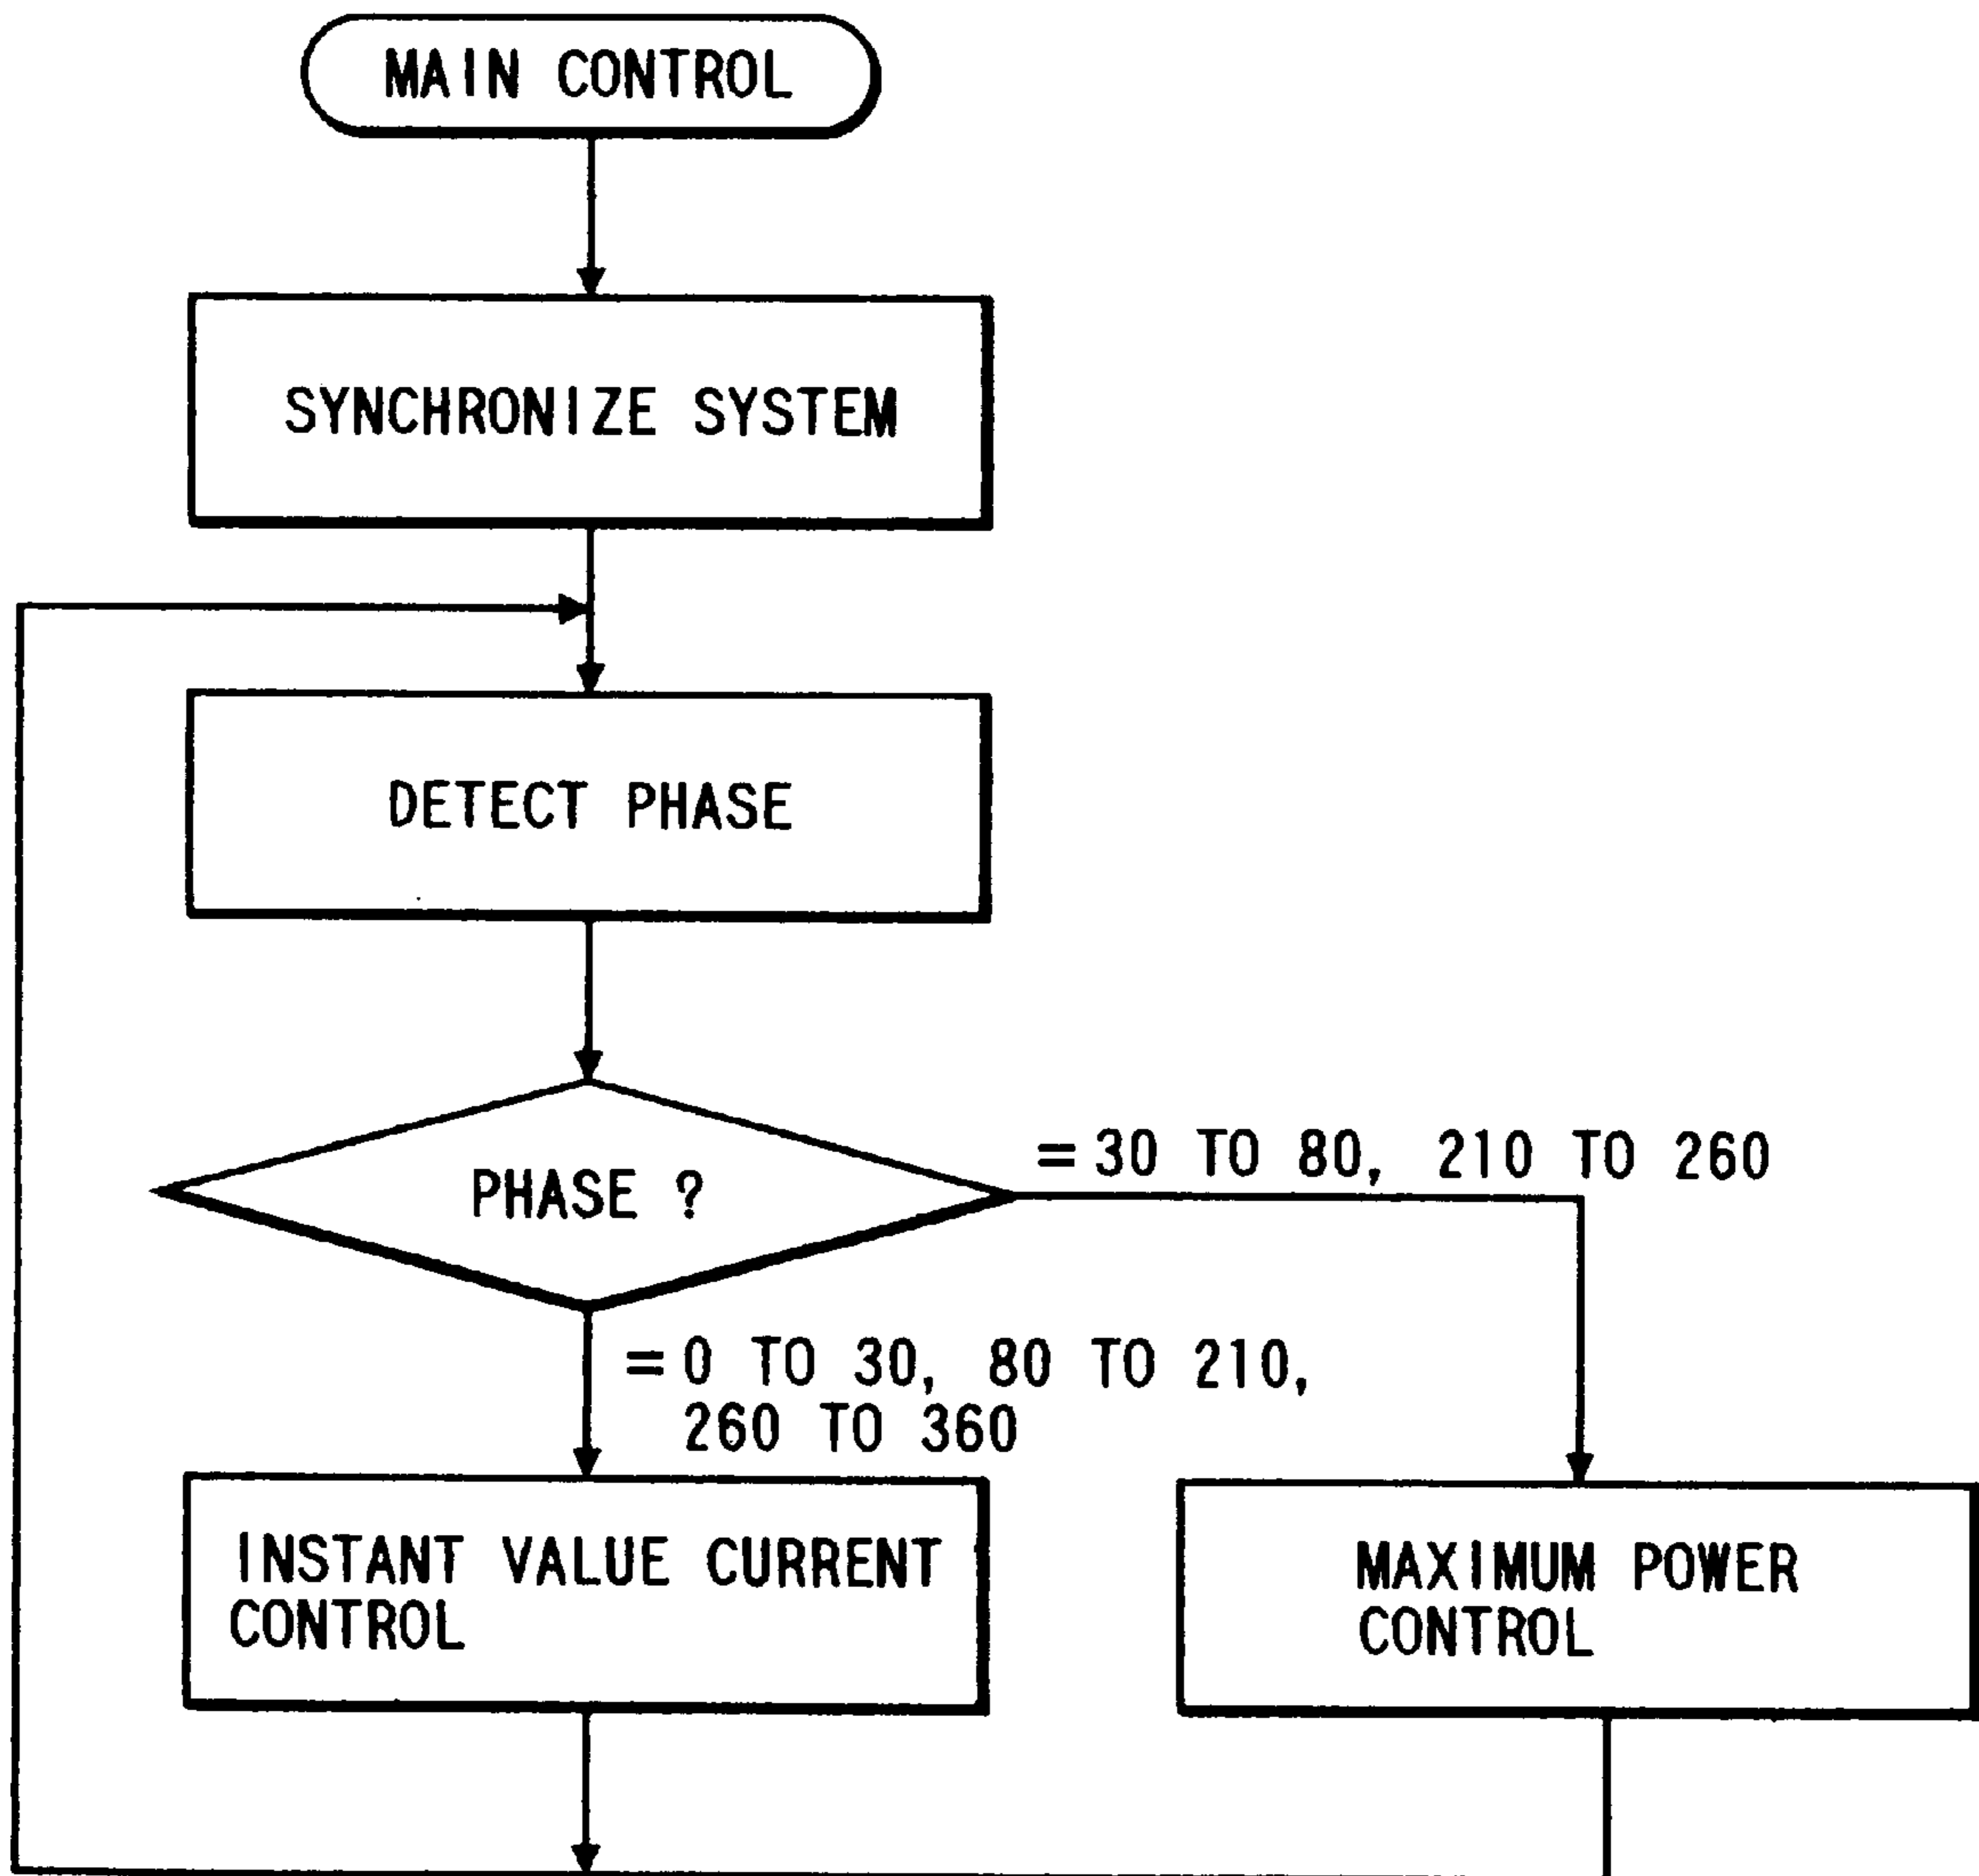 MAIN CONTROL
SYNCHRONIZE SYSTEM
DETECT PHASE
PHASE ?
=30 TO 80, 210 TO 260
=0 TO 30, 80 TO 210,
260 TO 360
INSTANT VALUE CURRENT
CONTROL
MAXIMUM POWER
CONTROL